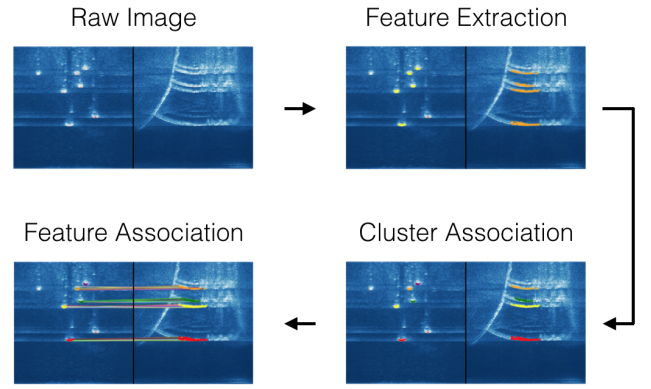 Raw Image
Feature Extraction
Feature Association
Cluster Association